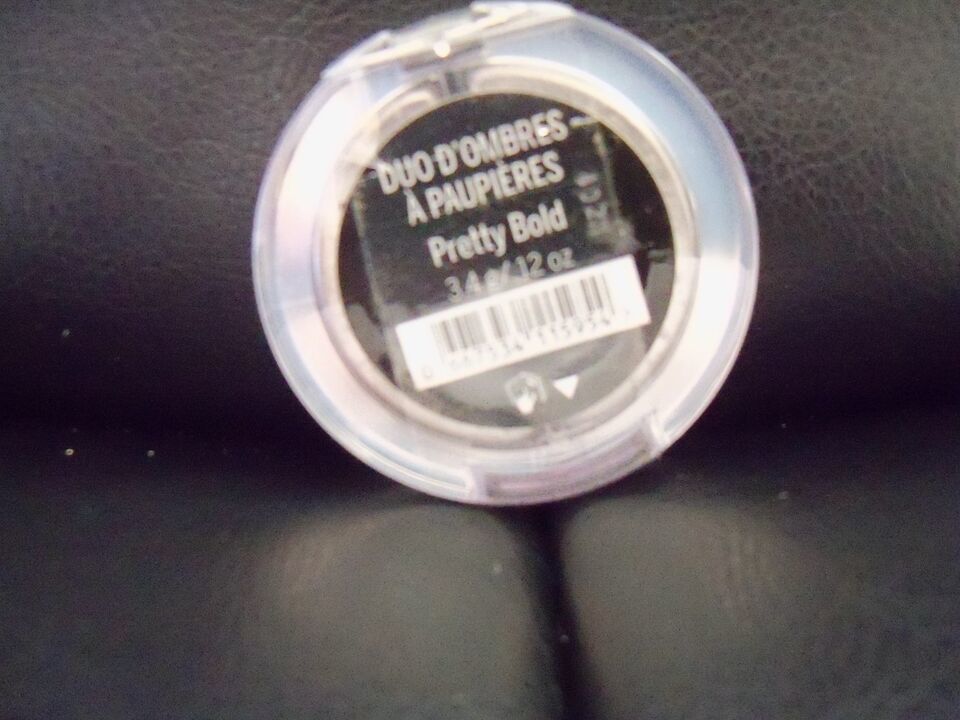 DUO D'OMBRES
À PAUPIÈRES
Pretty Bold
3.4 g/.12 oz